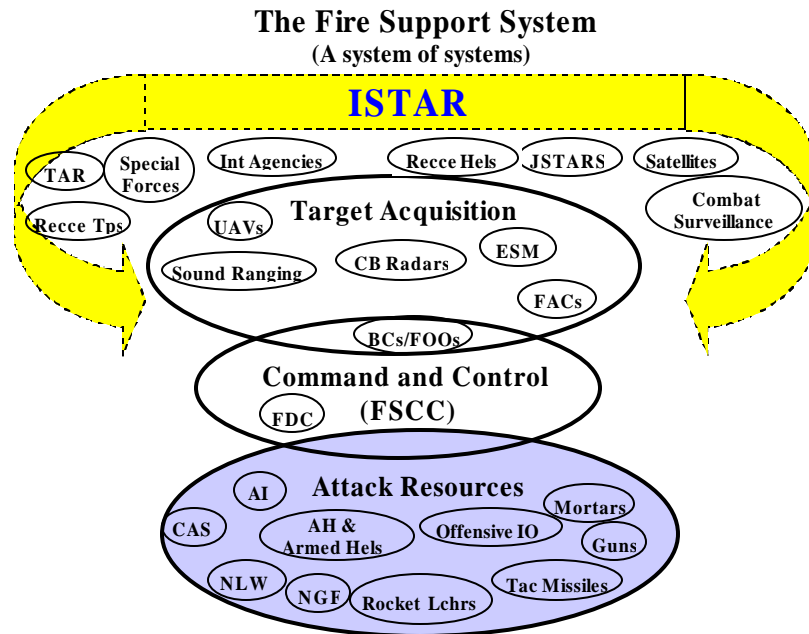 The Fire Support System
(A system of systems)
ISTAR
TAR
Special
Forces
Int Agencies
Recce Hels
JSTARS
Satellites
Recce Tps
Combat
Surveillance
Target Acquisition
UAVs
ESM
Sound Ranging
CB Radars
FACs
BCs/FOOs
Command and Control
(FSCC)
FDC
Attack Resources
AI
Mortars
CAS
AH &
Armed Hels
Offensive IO
Guns
NLW
NGF
Rocket Lchrs
Tac Missiles